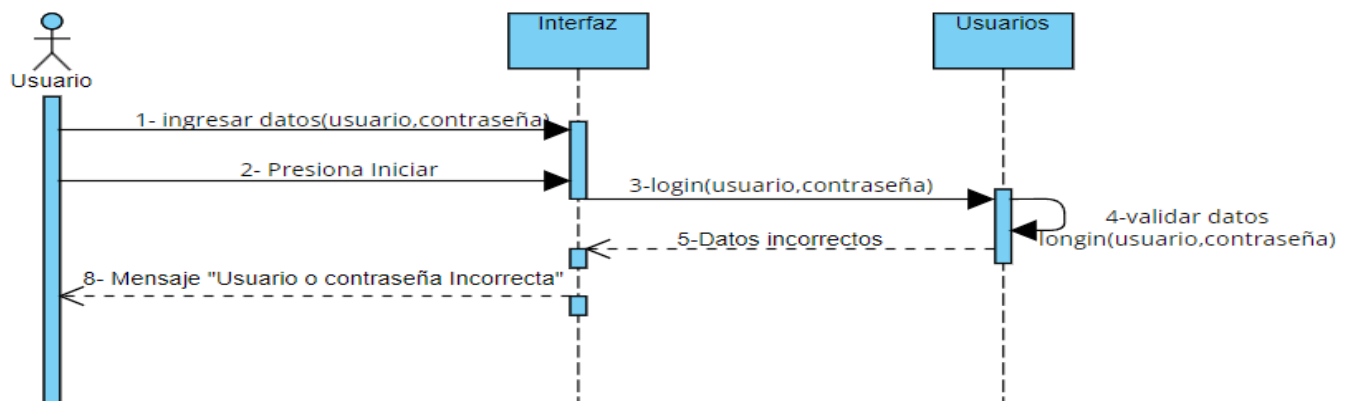 Interfaz
Usuarios
Usuario
1- ingresar datos(usuario,contraseña)
2- Presiona Iniciar
3-login(usuario,contraseña)
4-validar datos
longin(usuario,contraseña)
5-Datos incorrectos
8- Mensaje "Usuario o contraseña Incorrecta"